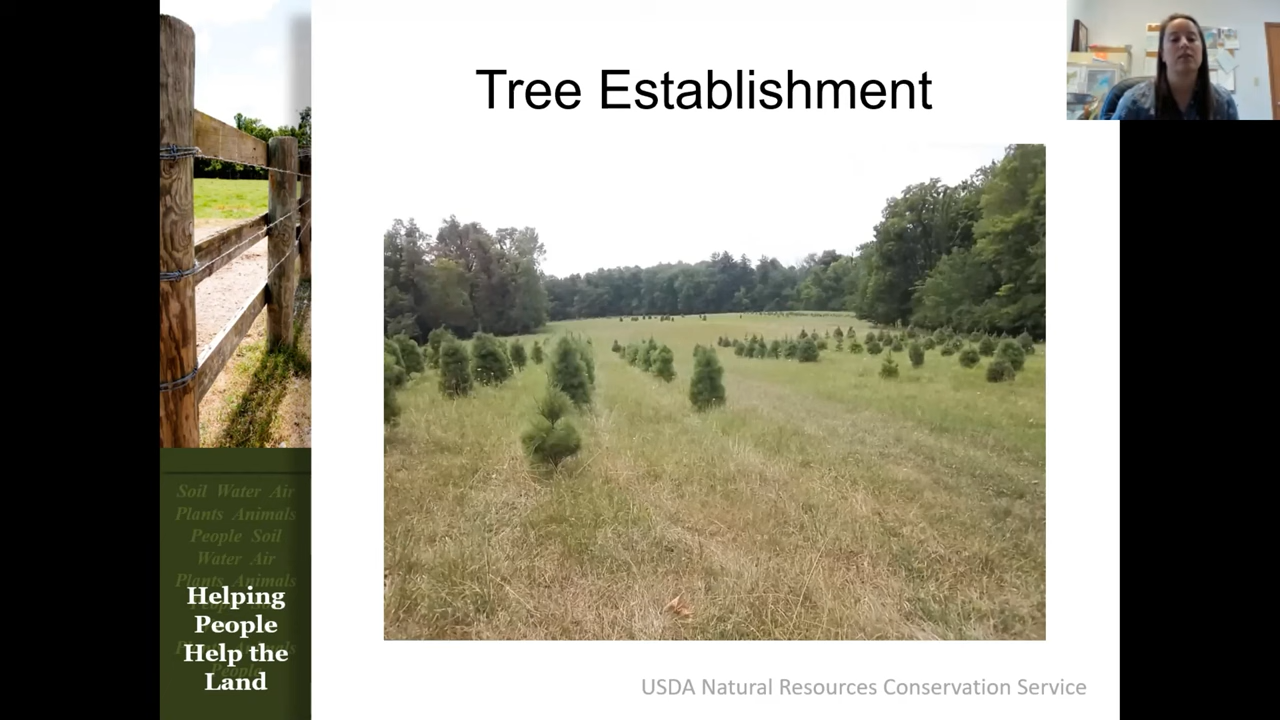 Tree Establishment
Soil Water Air
Plants Animals
People Soil
Water Air
Plants Animals
Helping
People
Help the
Land
USDA Natural Resources Conservation Service